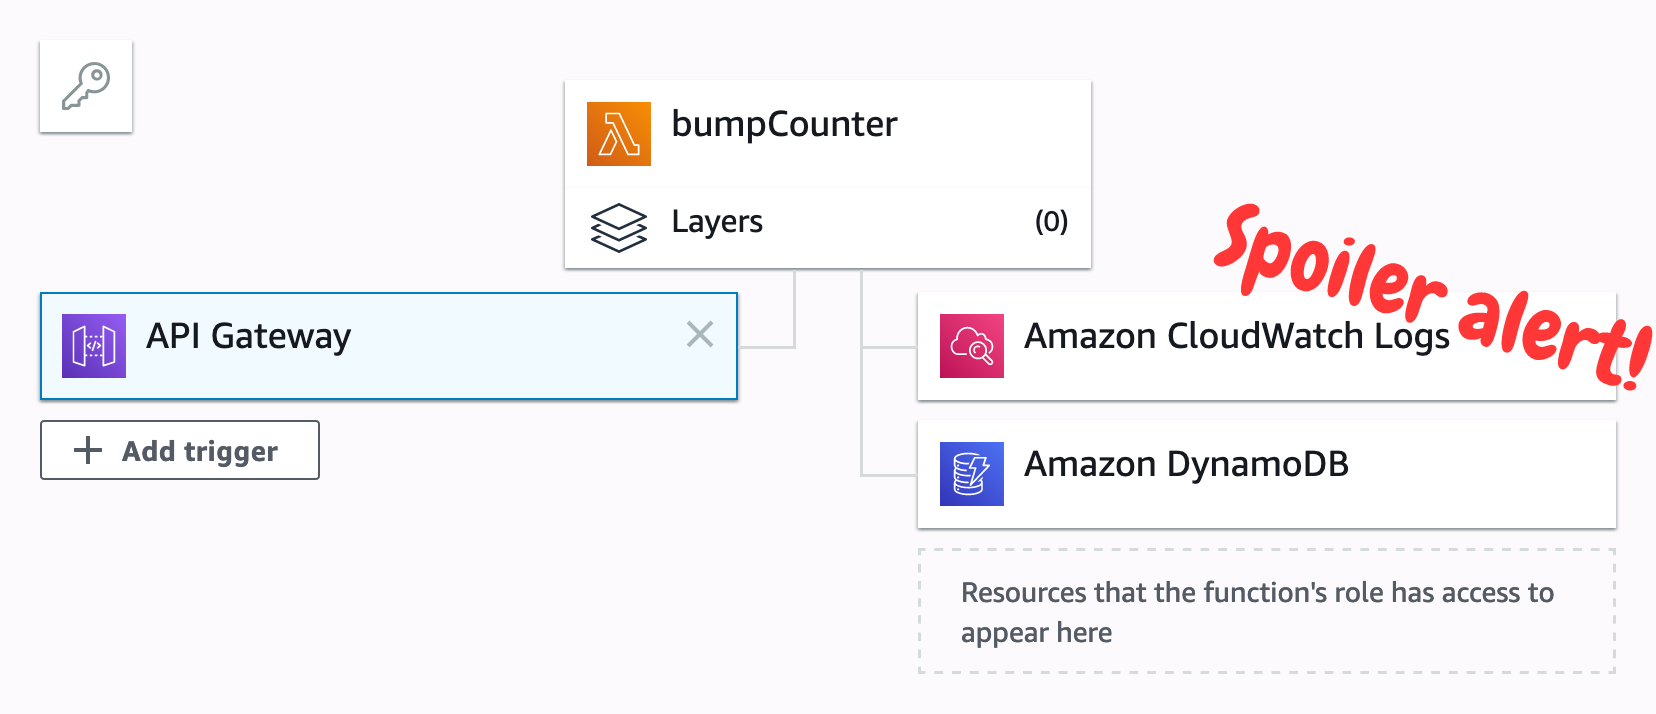 bumpCounter
Layers (0)
Spoiler alert!
API Gateway
Amazon CloudWatch Logs
Add trigger
Amazon DynamoDB
Resources that the function's role has access to
appear here